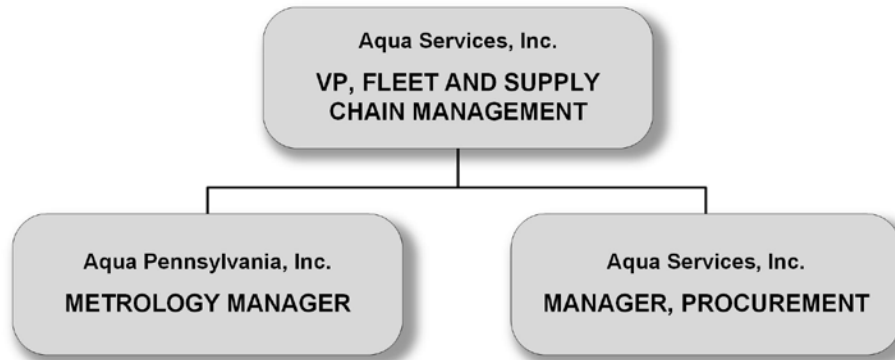 Aqua Services, Inc.
VP, FLEET AND SUPPLY
CHAIN MANAGEMENT
Aqua Pennsylvania, Inc.
METROLOGY MANAGER
Aqua Services, Inc.
MANAGER, PROCUREMENT